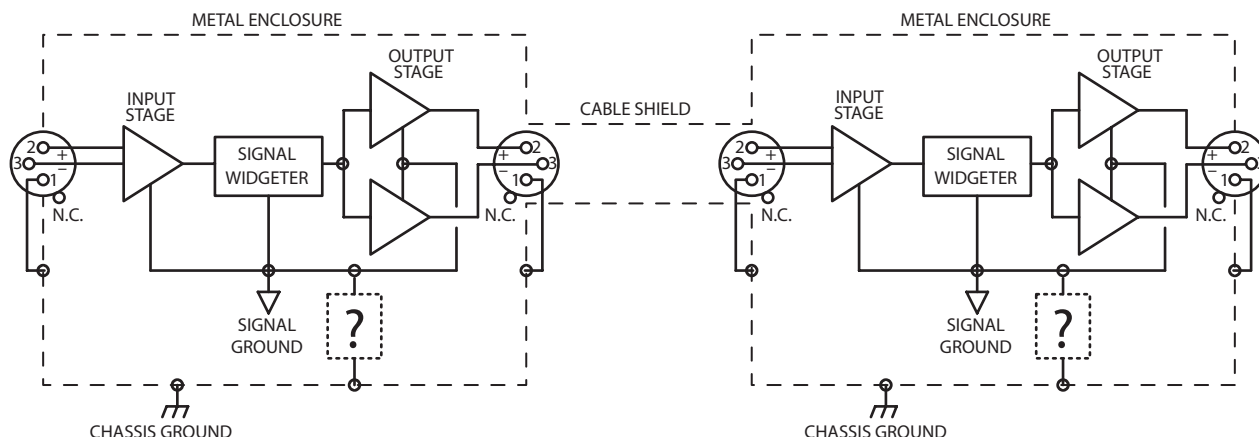 METAL ENCLOSURE
METAL ENCLOSURE
OUTPUT
STAGE
OUTPUT
STAGE
INPUT
STAGE
INPUT
STAGE
CABLE SHIELD
2
3
1
+
−
N.C.
SIGNAL
WIDGETER
+
−
2
3
1
N.C.
2
3
1
+
−
N.C.
SIGNAL
WIDGETER
+
−
2
1
N.C.
SIGNAL
GROUND
?
SIGNAL
GROUND
?
CHASSIS GROUND
CHASSIS GROUND